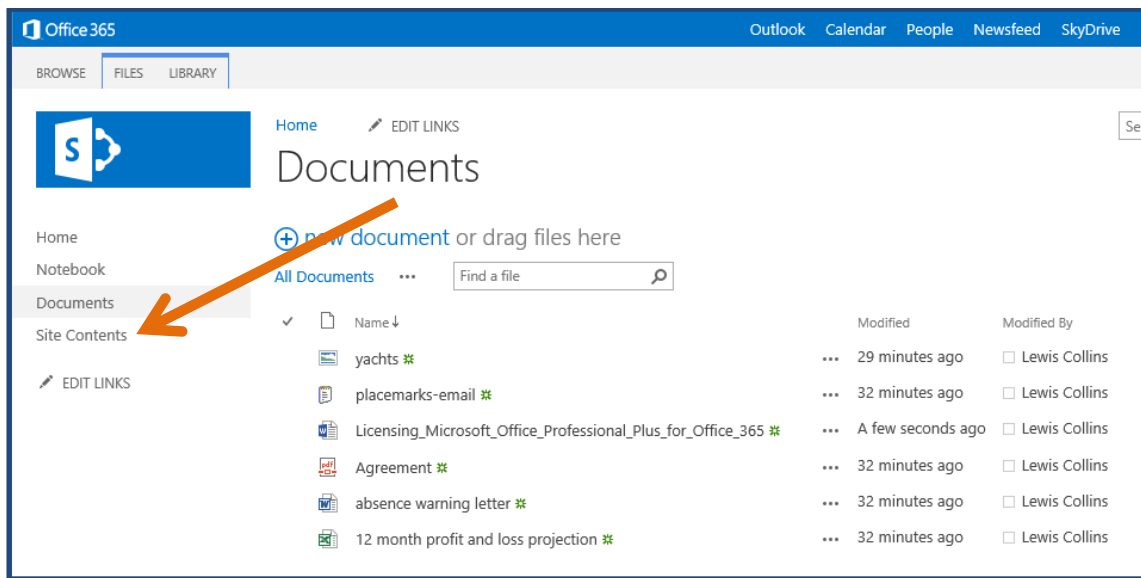 Office 365 Outlook Calendar People Newsfeed SkyDrive
BROWSE FILES LIBRARY
S
Home EDIT LINKS
Se
Documents
Home
Notebook
Documents
Site Contents
EDIT LINKS
new document or drag files here
All Documents ••• Find a file
Name Modified Modified By
yachts ••• 29 minutes ago Lewis Collins
placemarks-email ••• 32 minutes ago Lewis Collins
Licensing_Microsoft_Office_Professional_Plus_for_Office_365 ••• A few seconds ago Lewis Collins
Agreement ••• 32 minutes ago Lewis Collins
absence warning letter ••• 32 minutes ago Lewis Collins
12 month profit and loss projection ••• 32 minutes ago Lewis Collins